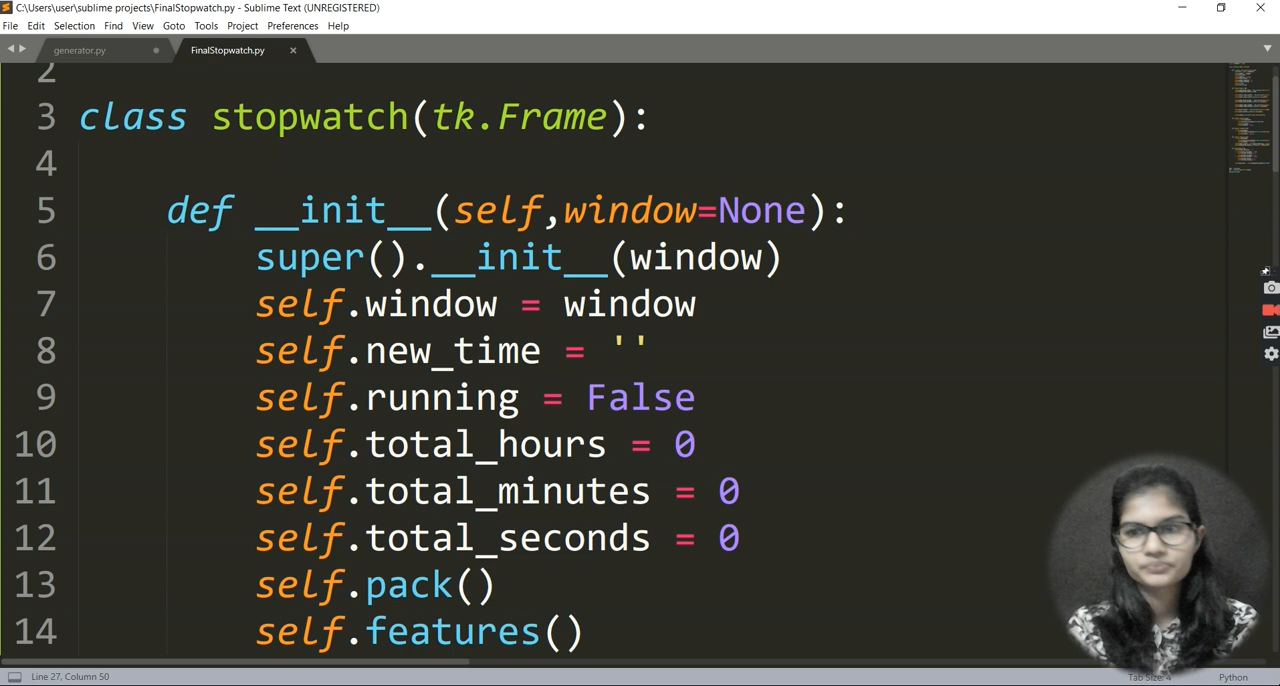 C:\Users\user\sublime projects\FinalStopwatch.py - Sublime Text (UNREGISTERED)
File Edit Selection Find View Goto Tools Project Preferences Help
generator.py FinalStopwatch.py
2
3 class stopwatch(tk.Frame):
4
5 def __init__(self,window=None):
6 super().__init__(window)
7 self.window = window
8 self.new_time = ''
9 self.running = False
10 self.total_hours = 0
11 self.total_minutes = 0
12 self.total_seconds = 0
13 self.pack()
14 self.features()
Line 27, Column 50 Tab Size: 4 Python